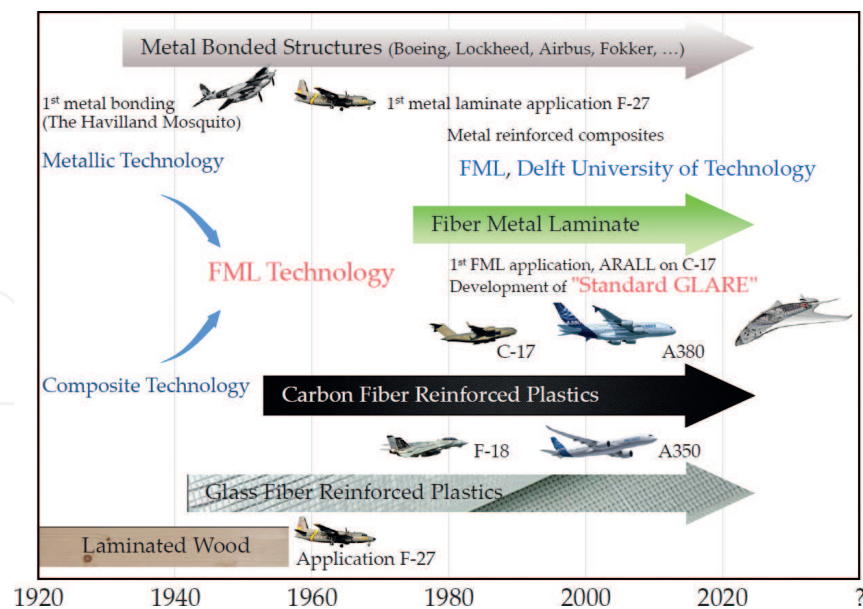 Metal Bonded Structures (Boeing, Lockheed, Airbus, Fokker, ...)
1st metal bonding
(The Havilland Mosquito)
1st metal laminate application F-27
Metal reinforced composites
Metallic Technology
FML, Delft University of Technology
Fiber Metal Laminate
FML Technology
1st FML application, ARALL on C-17
Development of "Standard GLARE"
C-17
A380
Composite Technology
Carbon Fiber Reinforced Plastics
F-18
A350
Glass Fiber Reinforced Plastics
Laminated Wood
Application F-27
1920 1940 1960 1980 2000 2020 ?